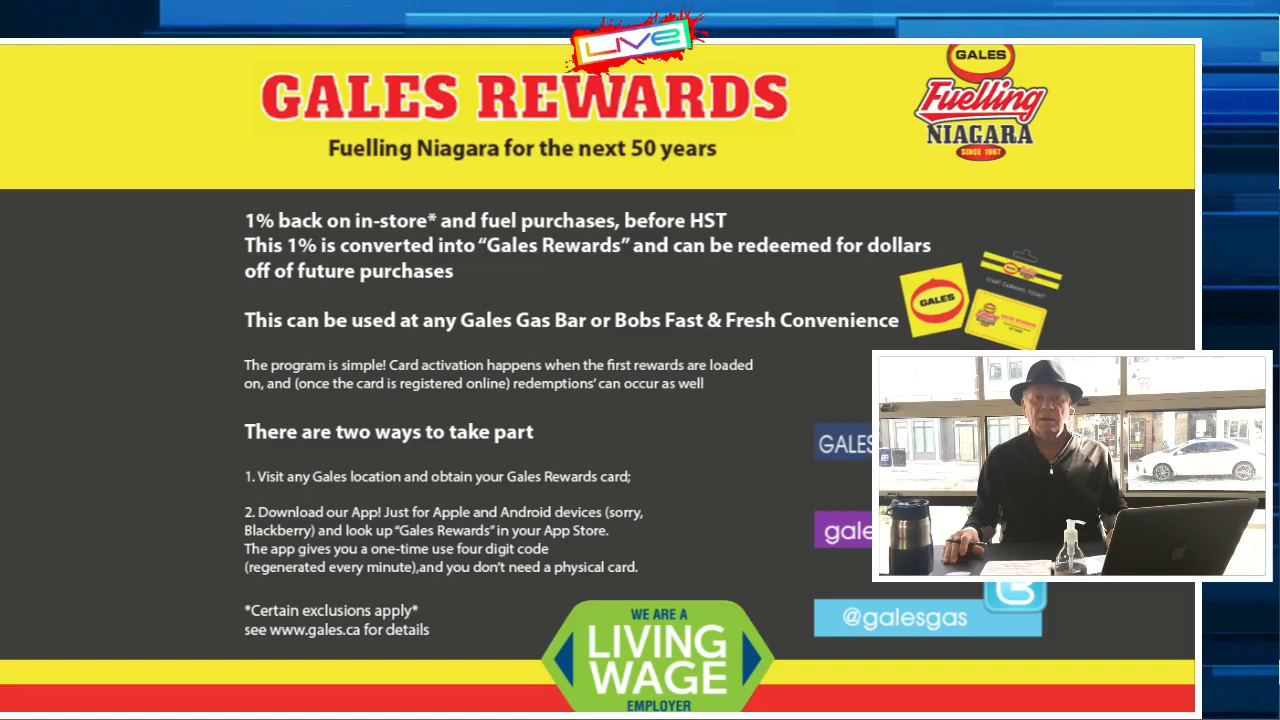 LIVE
GALES REWARDS
Fuelling Niagara for the next 50 years
GALES
Fuelling
NIAGARA
SINCE 1967
1% back on in-store* and fuel purchases, before HST
This 1% is converted into “Gales Rewards” and can be redeemed for dollars
off of future purchases
This can be used at any Gales Gas Bar or Bobs Fast & Fresh Convenience
GALES
START EARNING TODAY
The program is simple! Card activation happens when the first rewards are loaded
on, and (once the card is registered online) redemptions’ can occur as well
There are two ways to take part
1. Visit any Gales location and obtain your Gales Rewards card;
2. Download our App! Just for Apple and Android devices (sorry,
Blackberry) and look up “Gales Rewards” in your App Store.
The app gives you a one-time use four digit code
(regenerated every minute),and you don’t need a physical card.
GALES
gale
@galesgas
*Certain exclusions apply*
see www.gales.ca for details
WE ARE A
LIVING
WAGE
EMPLOYER